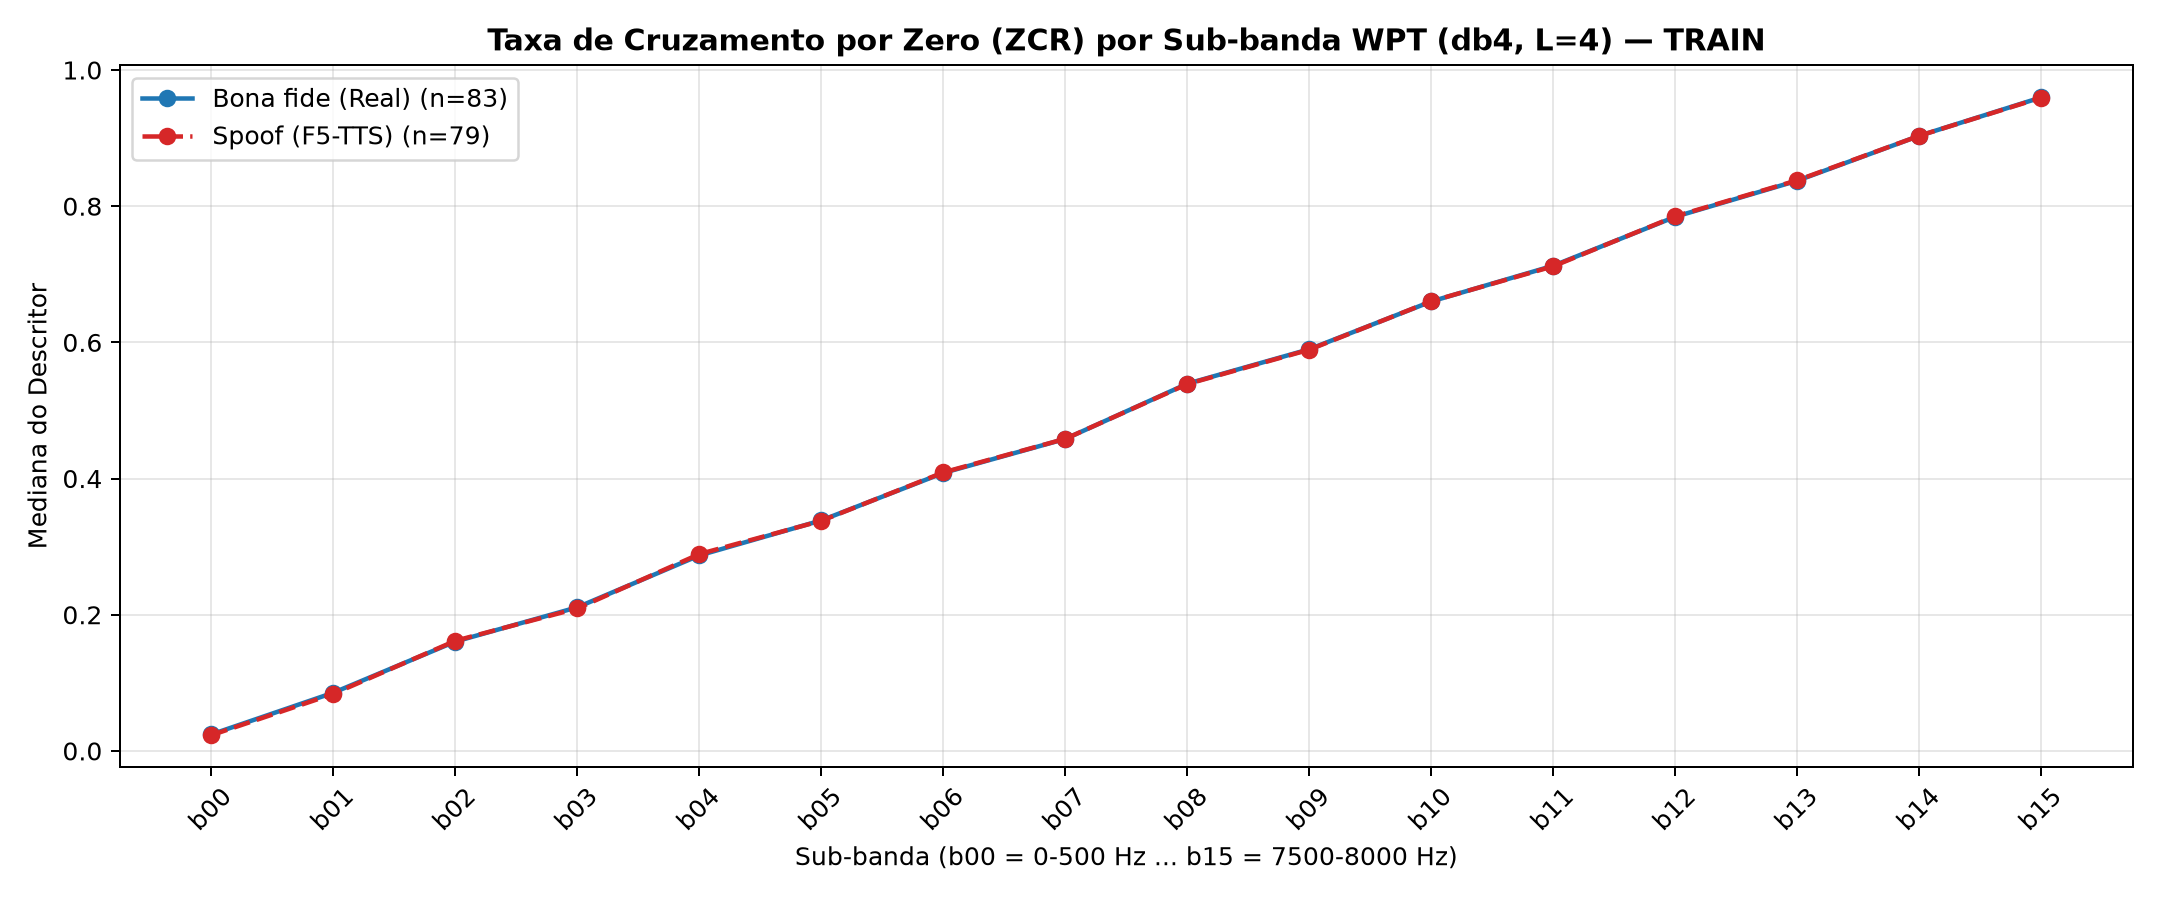 Taxa de Cruzamento por Zero (ZCR) por Sub-banda WPT (db4, L=4) — TRAIN
Bona fide (Real) (n=83)
Spoof (F5-TTS) (n=79)
Mediana do Descritor
1.0
0.8
0.6
0.4
0.2
0.0
b00 b01 b02 b03 b04 b05 b06 b07 b08 b09 b10 b11 b12 b13 b14 b15
Sub-banda (b00 = 0-500 Hz ... b15 = 7500-8000 Hz)